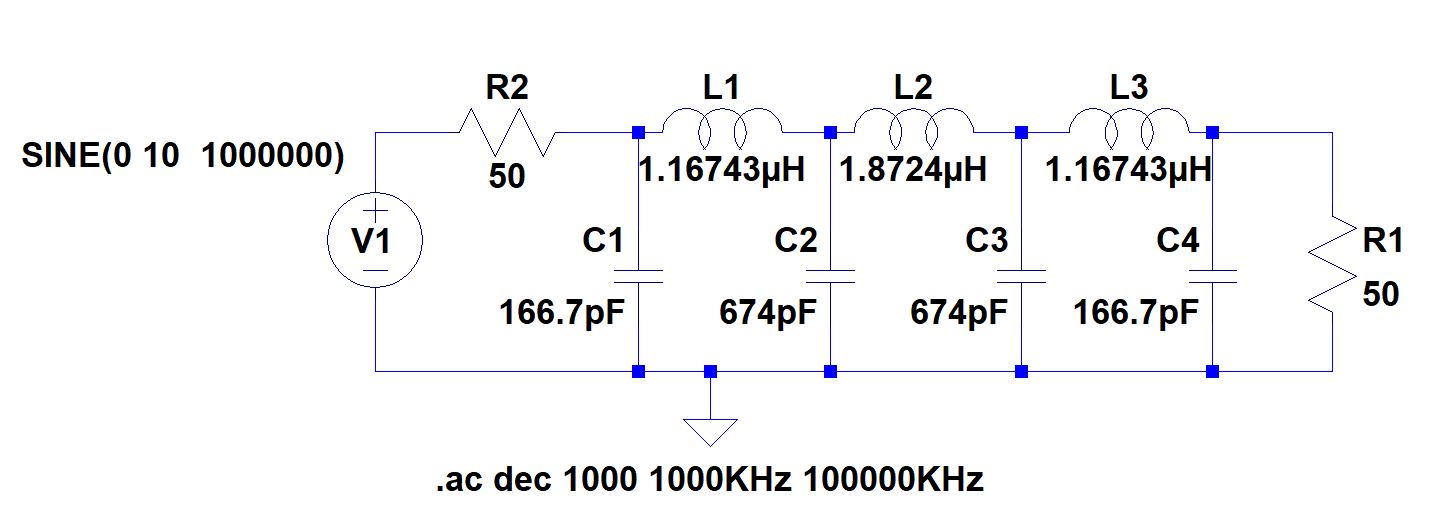 R2 L1 L2 L3
SINE(0 10  1000000)
50 1.16743µH 1.8724µH 1.16743µH
V1 C1 C2 C3 C4 R1
166.7pF 674pF 674pF 166.7pF 50
.ac dec 1000 1000KHz 100000KHz